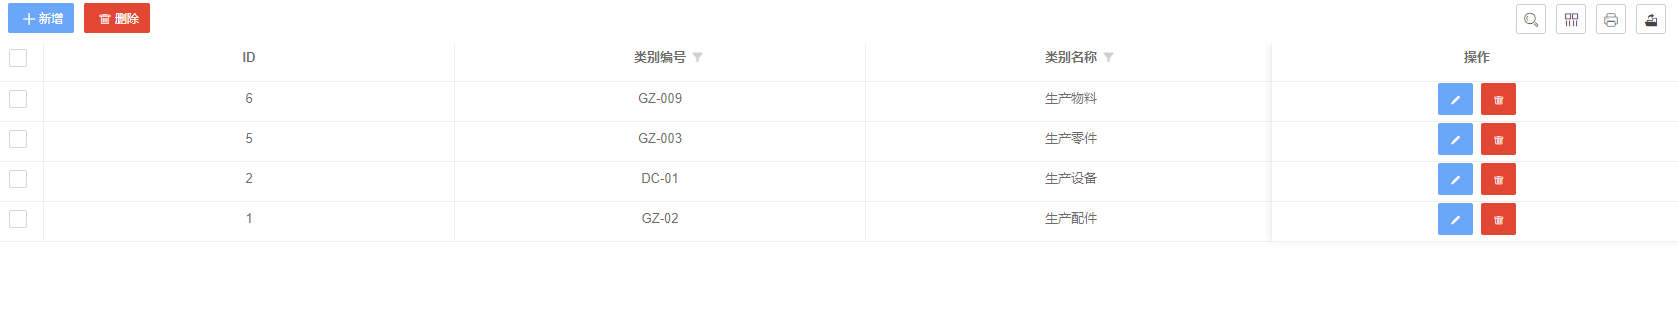 新增 删除
ID 类别编号 类别名称 操作
6 GZ-009 生产物料
5 GZ-003 生产零件
2 DC-01 生产设备
1 GZ-02 生产配件